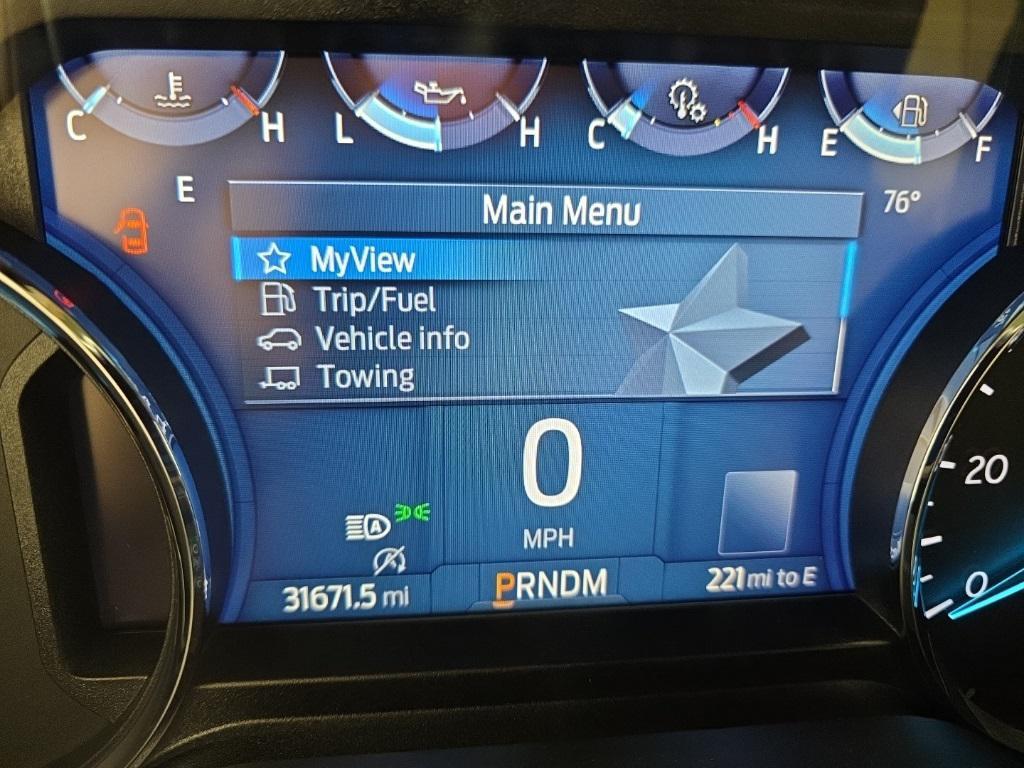 C H L H C H E F
E
76°
Main Menu
MyView
Trip/Fuel
Vehicle info
Towing
0
MPH
A
A
31671.5 mi
PRNDM
221 mi to E
20
0